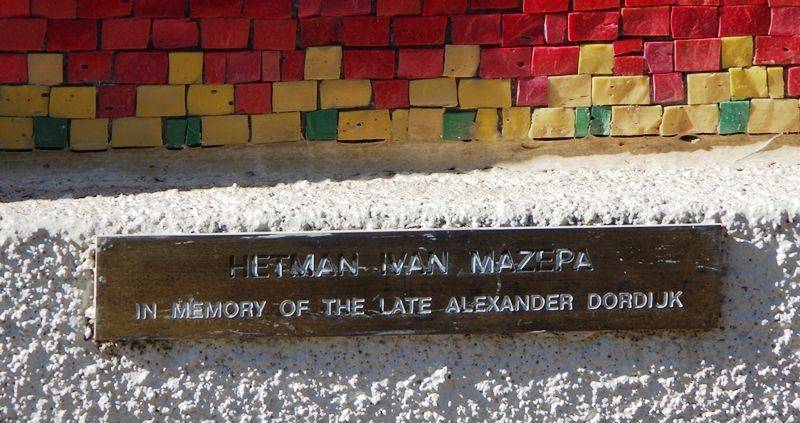 HETMAN IVAN MAZEPA
IN MEMORY OF THE LATE ALEXANDER DORDIJK